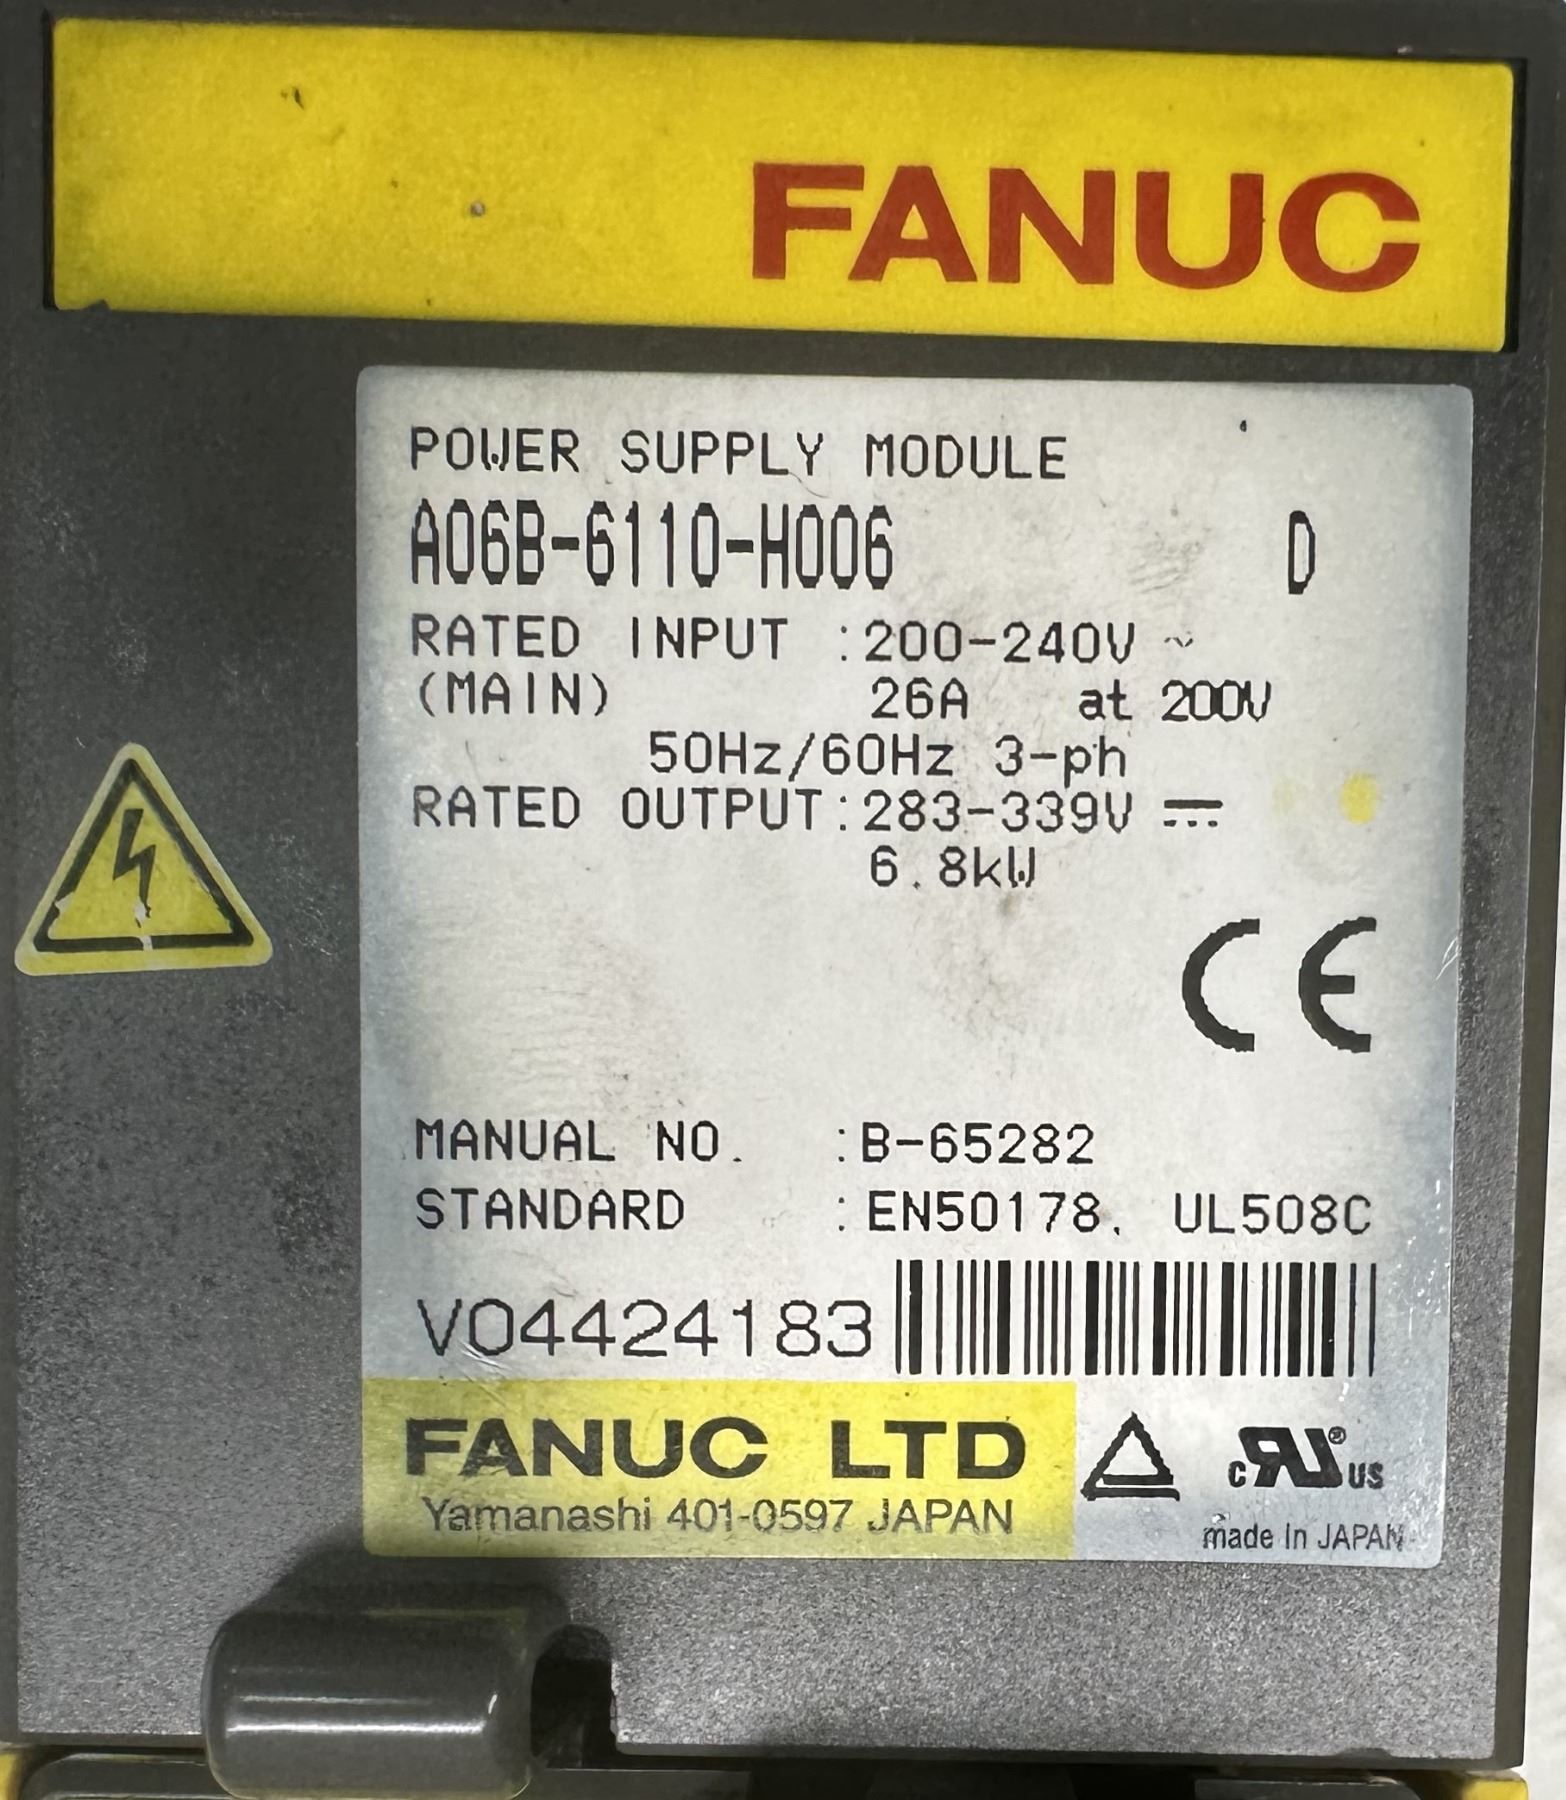 FANUC
POWER SUPPLY MODULE
A06B-6110-H006 D
RATED INPUT :200-240V ~
(MAIN) 26A at 200V
50Hz/60Hz 3-ph
RATED OUTPUT:283-339V ⎓
6.8kW
CE
MANUAL NO. :B-65282
STANDARD :EN50178, UL508C
V04424183
FANUC LTD
Yamanashi 401-0597 JAPAN
c RU® US
made in JAPAN